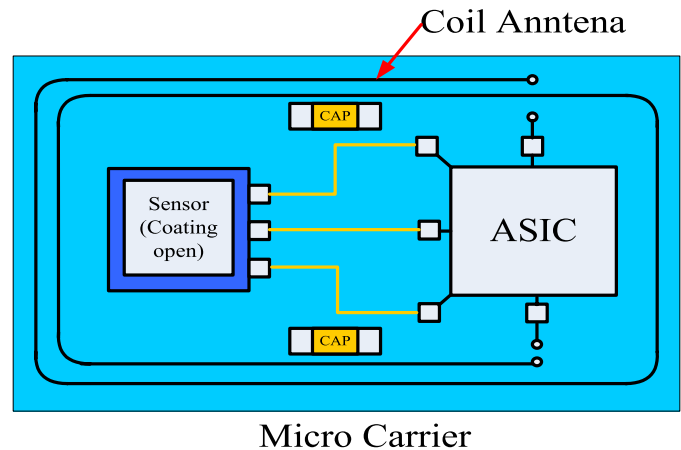 Coil Anntena
CAP
Sensor
(Coating
open)
ASIC
CAP
Micro Carrier